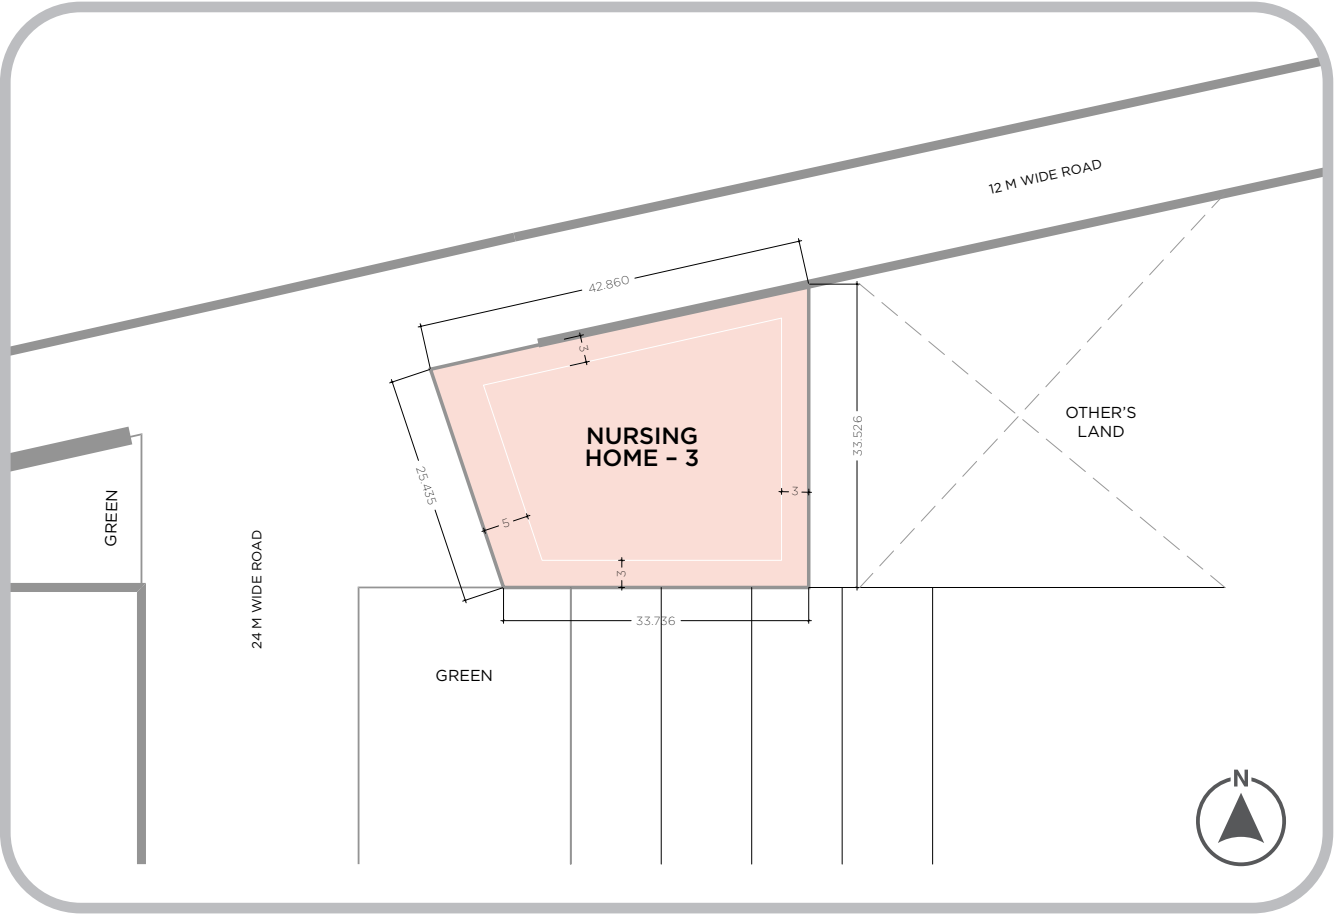 12 M WIDE ROAD
42.860
3
NURSING
HOME – 3
OTHER'S
LAND
33.526
25.435
3
5
GREEN
24 M WIDE ROAD
3
33.736
GREEN
N